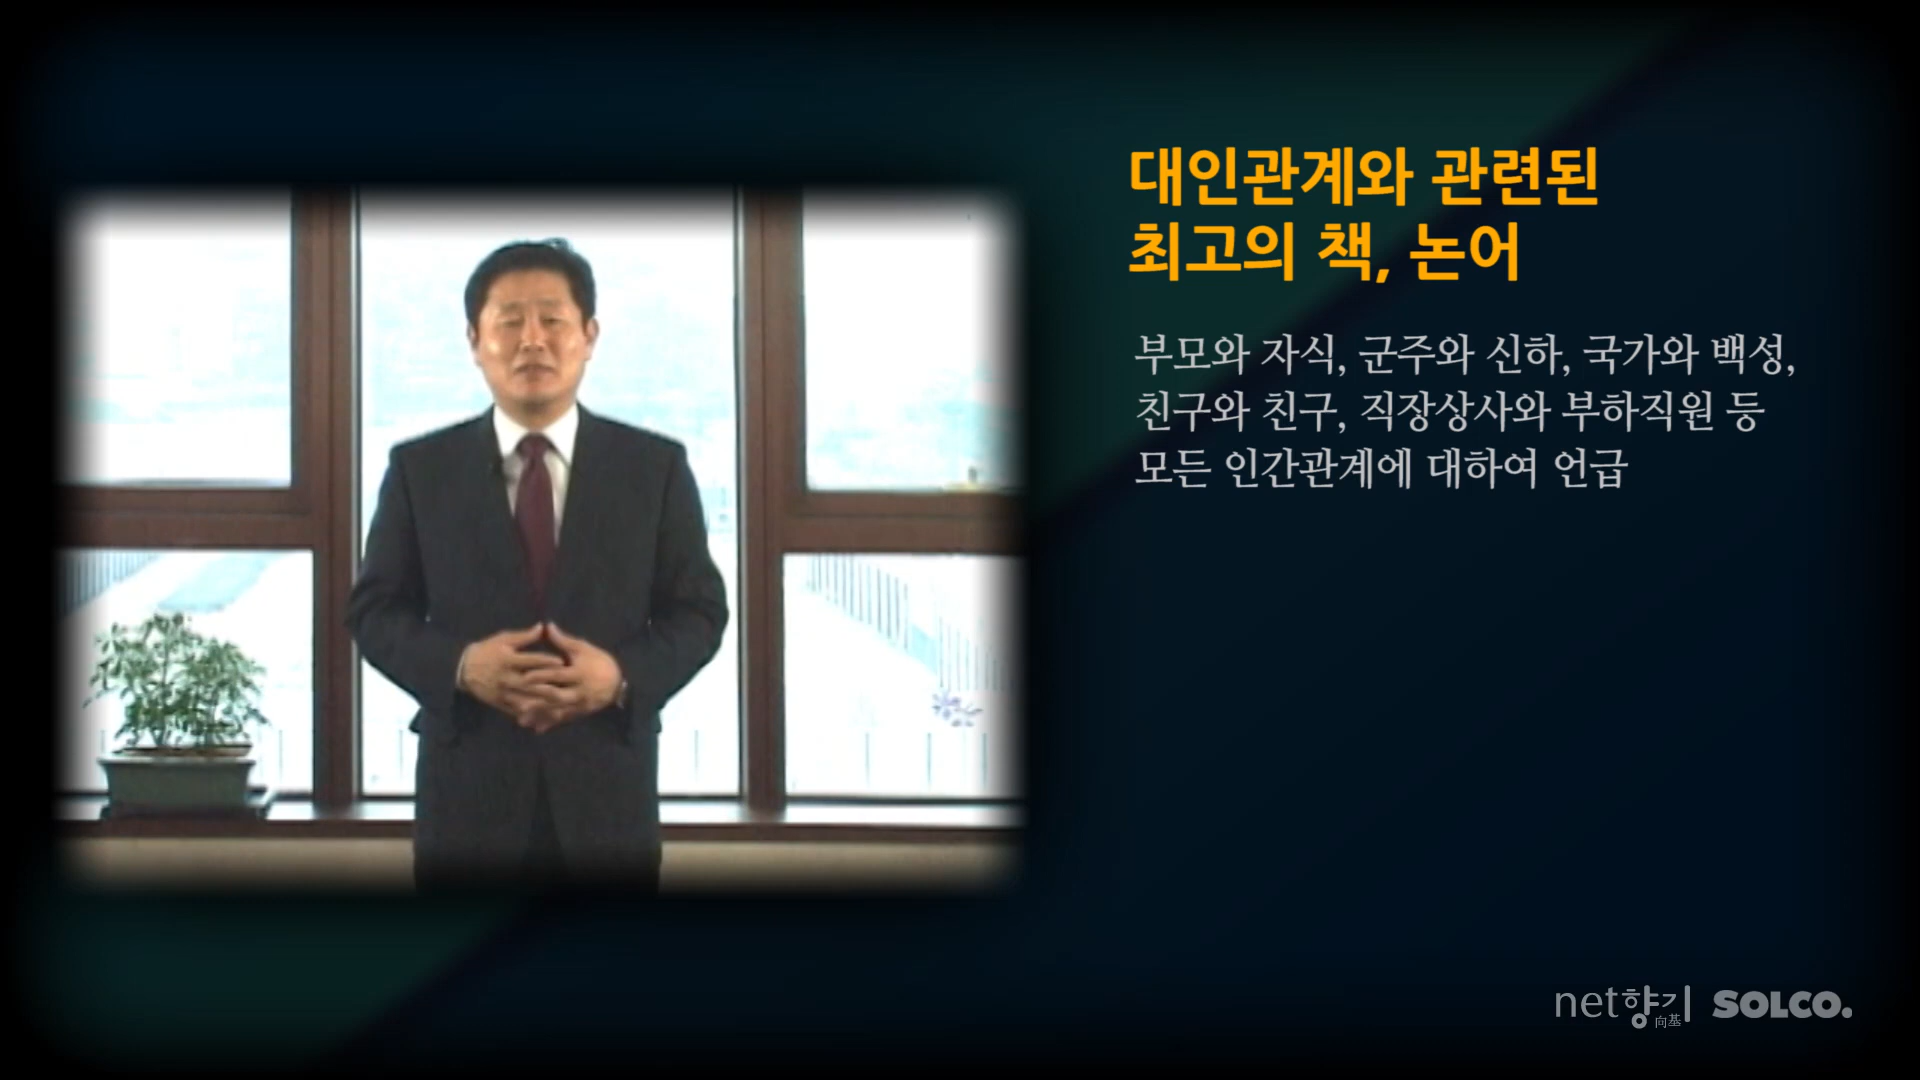 대인관계와 관련된
최고의 책, 논어
부모와 자식, 군주와 신하, 국가와 백성,
친구와 친구, 직장상사와 부하직원 등
모든 인간관계에 대하여 언급
net향기 向基 SOLCO.